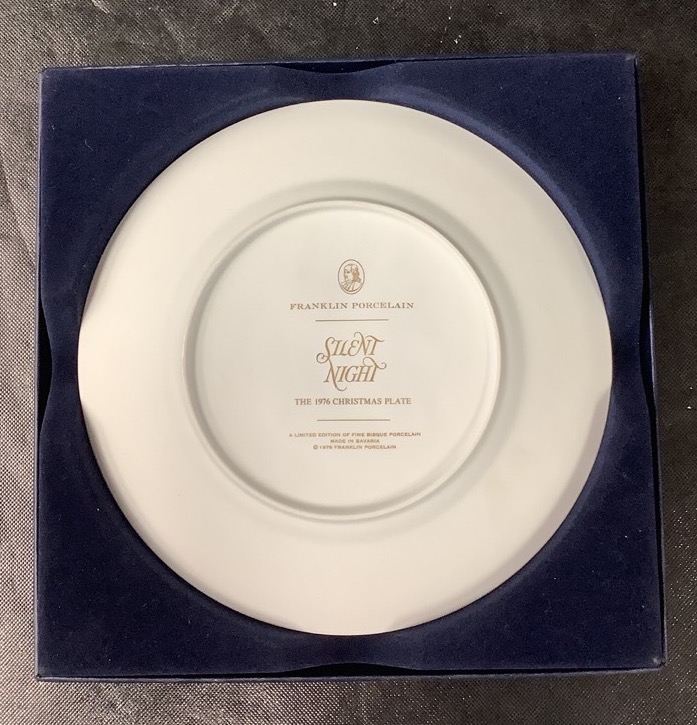 FRANKLIN PORCELAIN
SILENT
NIGHT
THE 1976 CHRISTMAS PLATE
A LIMITED EDITION OF FINE BISQUE PORCELAIN
MADE IN BAVARIA
© 1976 FRANKLIN PORCELAIN